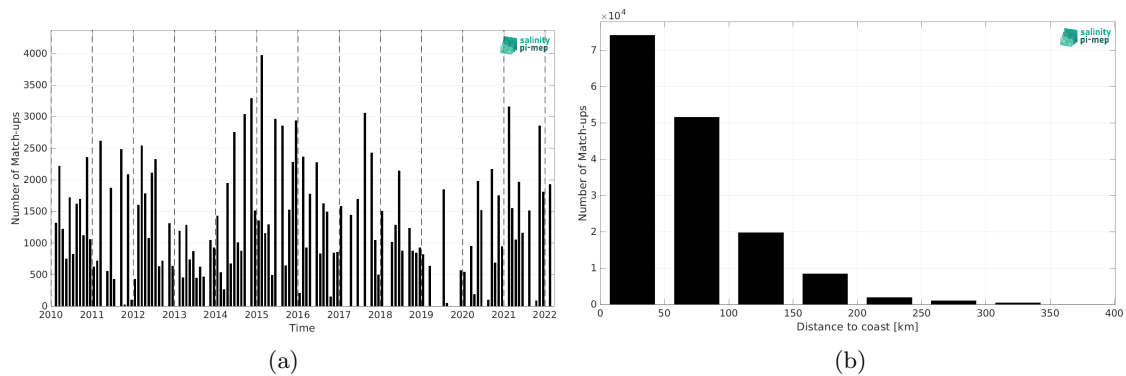 salinity
pi-mep
4000
3500
3000
2500
2000
1500
1000
500
0
Number of Match-ups
2010 2011 2012 2013 2014 2015 2016 2017 2018 2019 2020 2021 2022
Time
(a)
×10⁴
salinity
pi-mep
7
6
5
4
3
2
1
0
Number of Match-ups
0 50 100 150 200 250 300 350 400
Distance to coast [km]
(b)